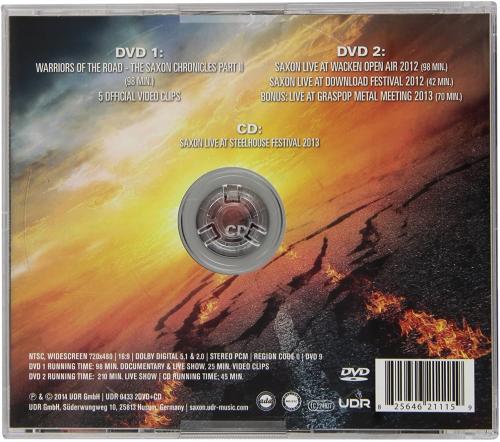 DVD 1:
WARRIORS OF THE ROAD - THE SAXON CHRONICLES PART II
(98 MIN.)
5 OFFICIAL VIDEO CLIPS
DVD 2:
SAXON LIVE AT WACKEN OPEN AIR 2012 (98 MIN.)
SAXON LIVE AT DOWNLOAD FESTIVAL 2012 (42 MIN.)
BONUS: LIVE AT GRASPOP METAL MEETING 2013 (70 MIN.)
CD:
SAXON LIVE AT STEELHOUSE FESTIVAL 2013
CD
NTSC, WIDESCREEN 720x480 | 16:9 | DOLBY DIGITAL 5.1 & 2.0 | STEREO PCM | REGION CODE 0 | DVD 9
DVD 1 RUNNING TIME: 98 MIN. DOCUMENTARY & LIVE SHOW, 25 MIN. VIDEO CLIPS
DVD 2 RUNNING TIME: 210 MIN. LIVE SHOW | CD RUNNING TIME: 45 MIN.
℗ & © 2014 UDR GmbH | UDR 0433 2DVD+CD
UDR GmbH, Süderwungweg 10, 25813 Husum, Germany | saxon.udr-music.com
DVD
ada
UDR
8 25646 21115 9